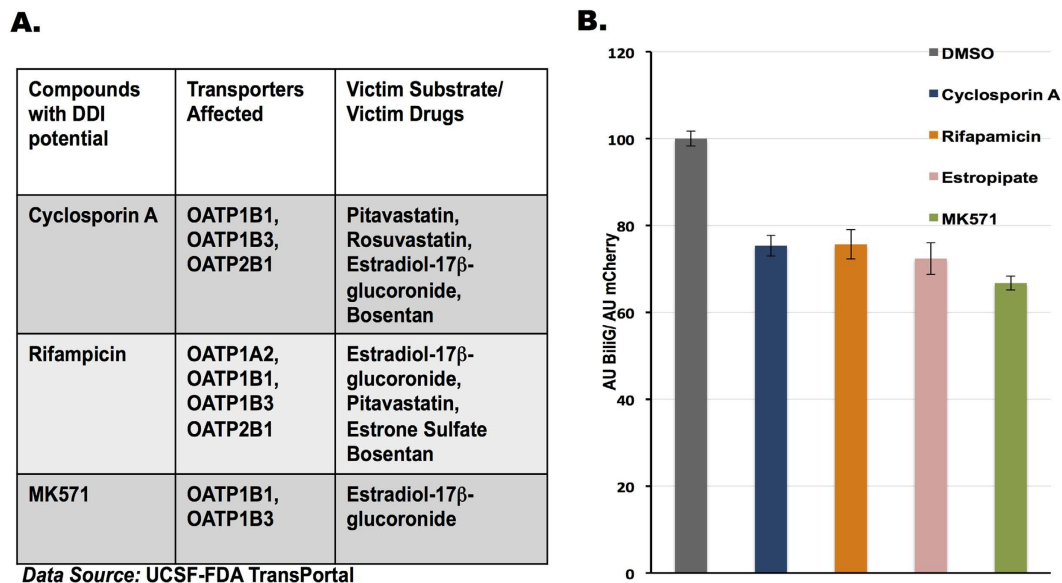 A.
Compounds
with DDI
potential
Transporters
Affected
Victim Substrate/
Victim Drugs
Cyclosporin A
OATP1B1,
OATP1B3,
OATP2B1
Pitavastatin,
Rosuvastatin,
Estradiol-17β-
glucoronide,
Bosentan
Rifampicin
OATP1A2,
OATP1B1,
OATP1B3
OATP2B1
Estradiol-17β-
glucoronide,
Pitavastatin,
Estrone Sulfate
Bosentan
MK571
OATP1B1,
OATP1B3
Estradiol-17β-
glucoronide
Data Source: UCSF-FDA TransPortal
B.
AU BiliG/ AU mCherry
120
100
80
60
40
20
0
DMSO
Cyclosporin A
Rifapamicin
Estropipate
MK571